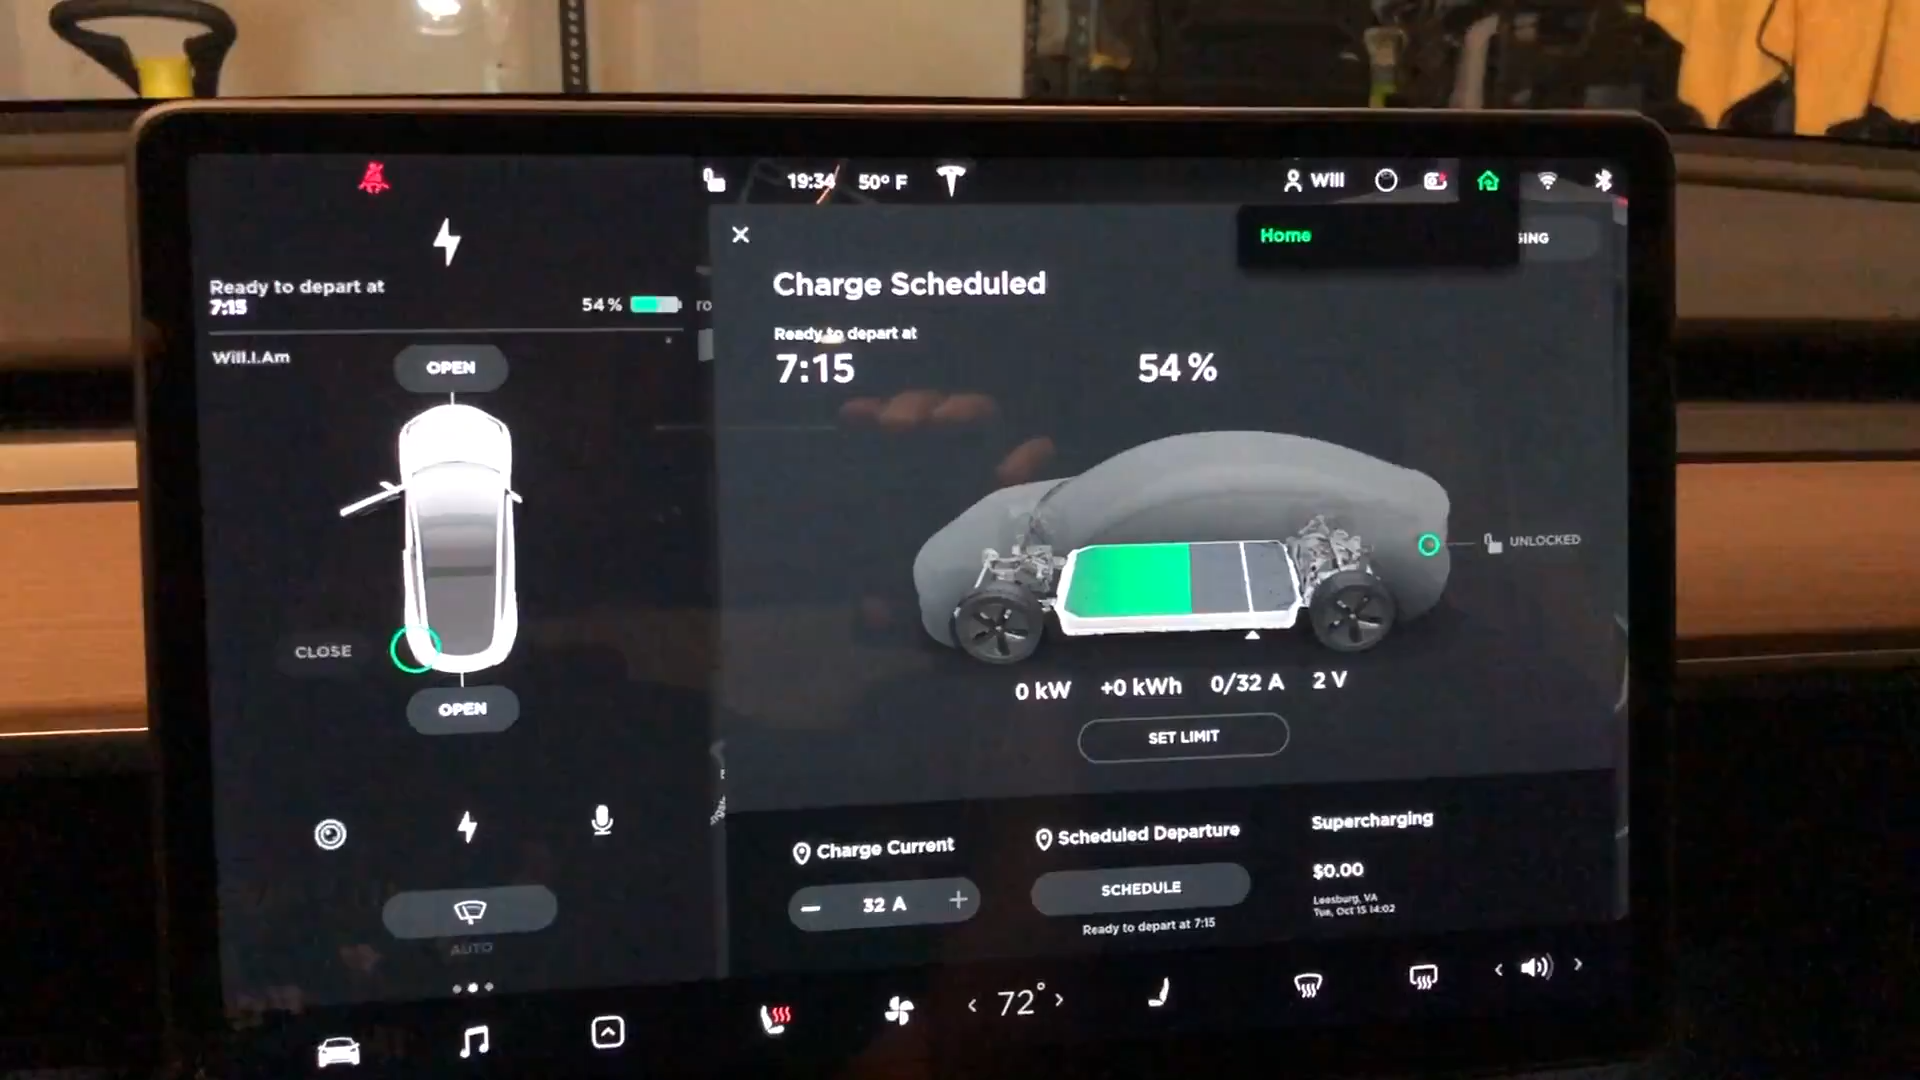 19:34 50° F WIll
Home
GING
Ready to depart at
7:15
54 %
ro
Will.I.Am
OPEN
CLOSE
OPEN
AUTO
Charge Scheduled
Ready to depart at
7:15
54 %
UNLOCKED
0 kW +0 kWh 0/32 A 2 V
SET LIMIT
Charge Current
32 A
Scheduled Departure
SCHEDULE
Ready to depart at 7:15
Supercharging
$0.00
Leesburg, VA
Tue, Oct 15 14:02
< 72° >
< >